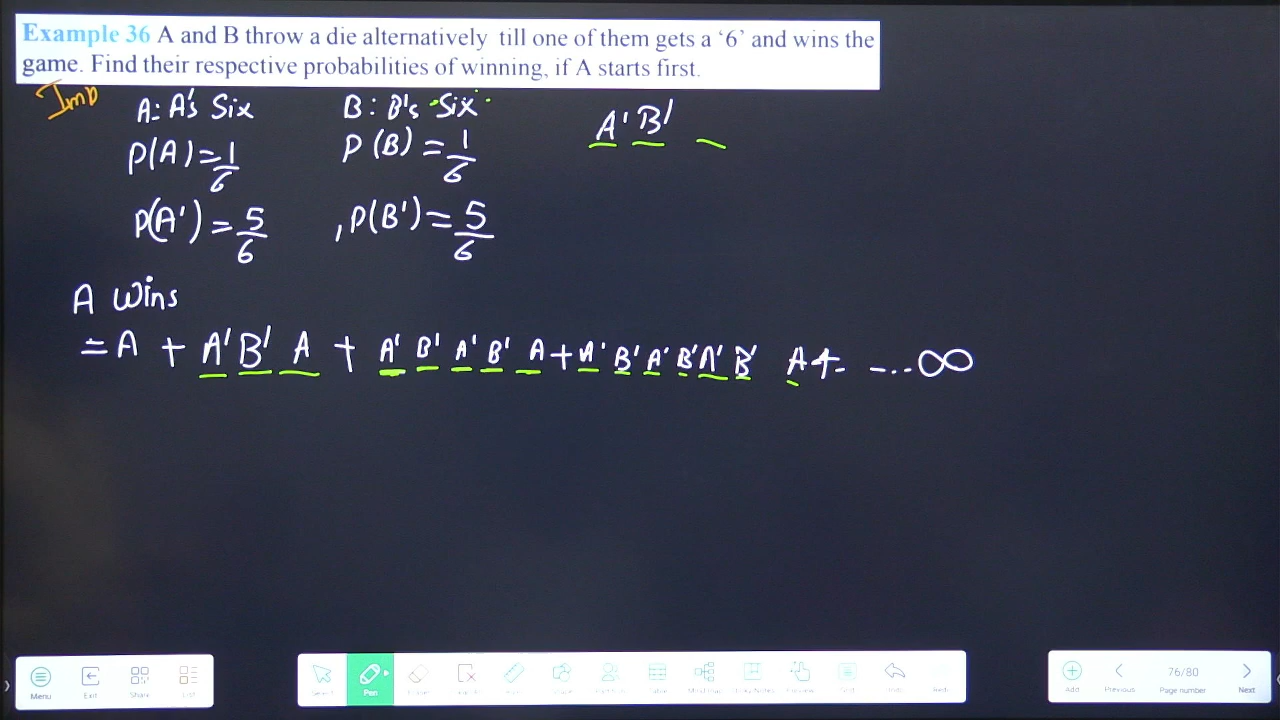 Example 36 A and B throw a die alternatively till one of them gets a ‘6’ and wins the
game. Find their respective probabilities of winning, if A starts first.
Imp
A: A's Six B: B's Six A' B'
P(A) = 1/6 P(B) = 1/6
P(A') = 5/6 , P(B') = 5/6
A Wins
= A + A' B' A + A' B' A' B' A + A' B' A' B' A' B' A + - ---- ∞
Menu Exit Share Pen Add Previous 76/80 Page number Next